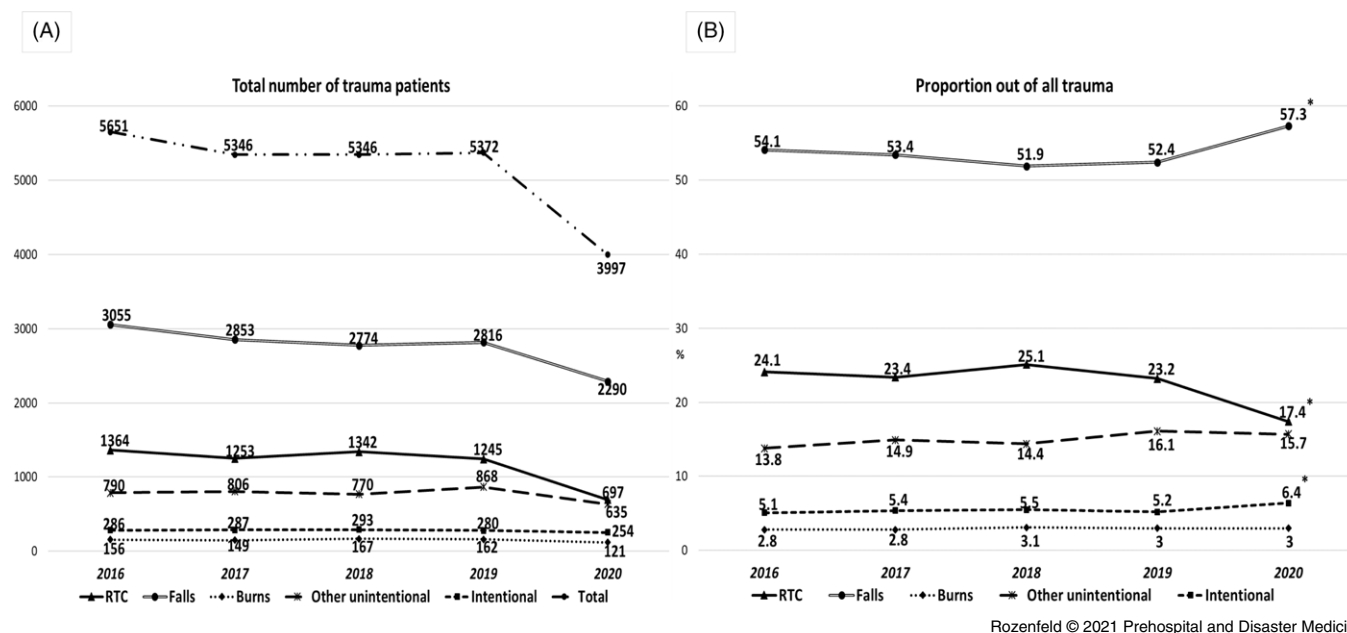 (A)
Total number of trauma patients
6000
5000
4000
3000
2000
1000
0
5651 5346 5346 5372 3997
3055 2853 2774 2816 2290
1364 1253 1342 1245 697
790 806 770 868 635
286 287 293 280 254
156 149 167 162 121
2016 2017 2018 2019 2020
RTC Falls Burns Other unintentional Intentional Total
(B)
Proportion out of all trauma
60
50
40
30
%
20
10
0
54.1 53.4 51.9 52.4 57.3 *
24.1 23.4 25.1 23.2 17.4 *
13.8 14.9 14.4 16.1 15.7
5.1 5.4 5.5 5.2 6.4 *
2.8 2.8 3.1 3 3
2016 2017 2018 2019 2020
RTC Falls Burns Other unintentional Intentional
Rozenfeld © 2021 Prehospital and Disaster Medici